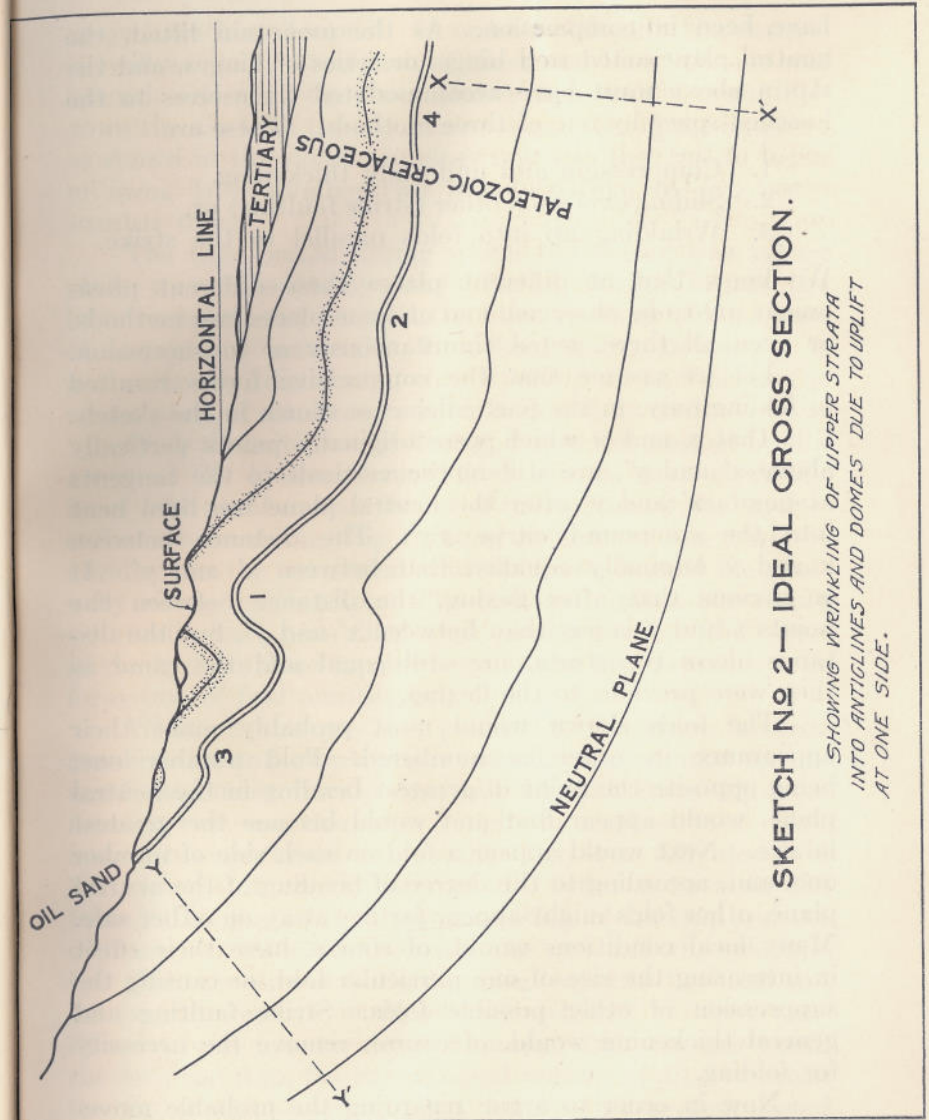 HORIZONTAL LINE
TERTIARY
SURFACE
OIL SAND
PALEOZOIC CRETACEOUS
1
2
3
4
X
X'
Y
Y'
NEUTRAL PLANE
SKETCH Nº 2-IDEAL CROSS SECTION.
SHOWING WRINKLING OF UPPER STRATA
INTO ANTICLINES AND DOMES DUE TO UPLIFT
AT ONE SIDE.